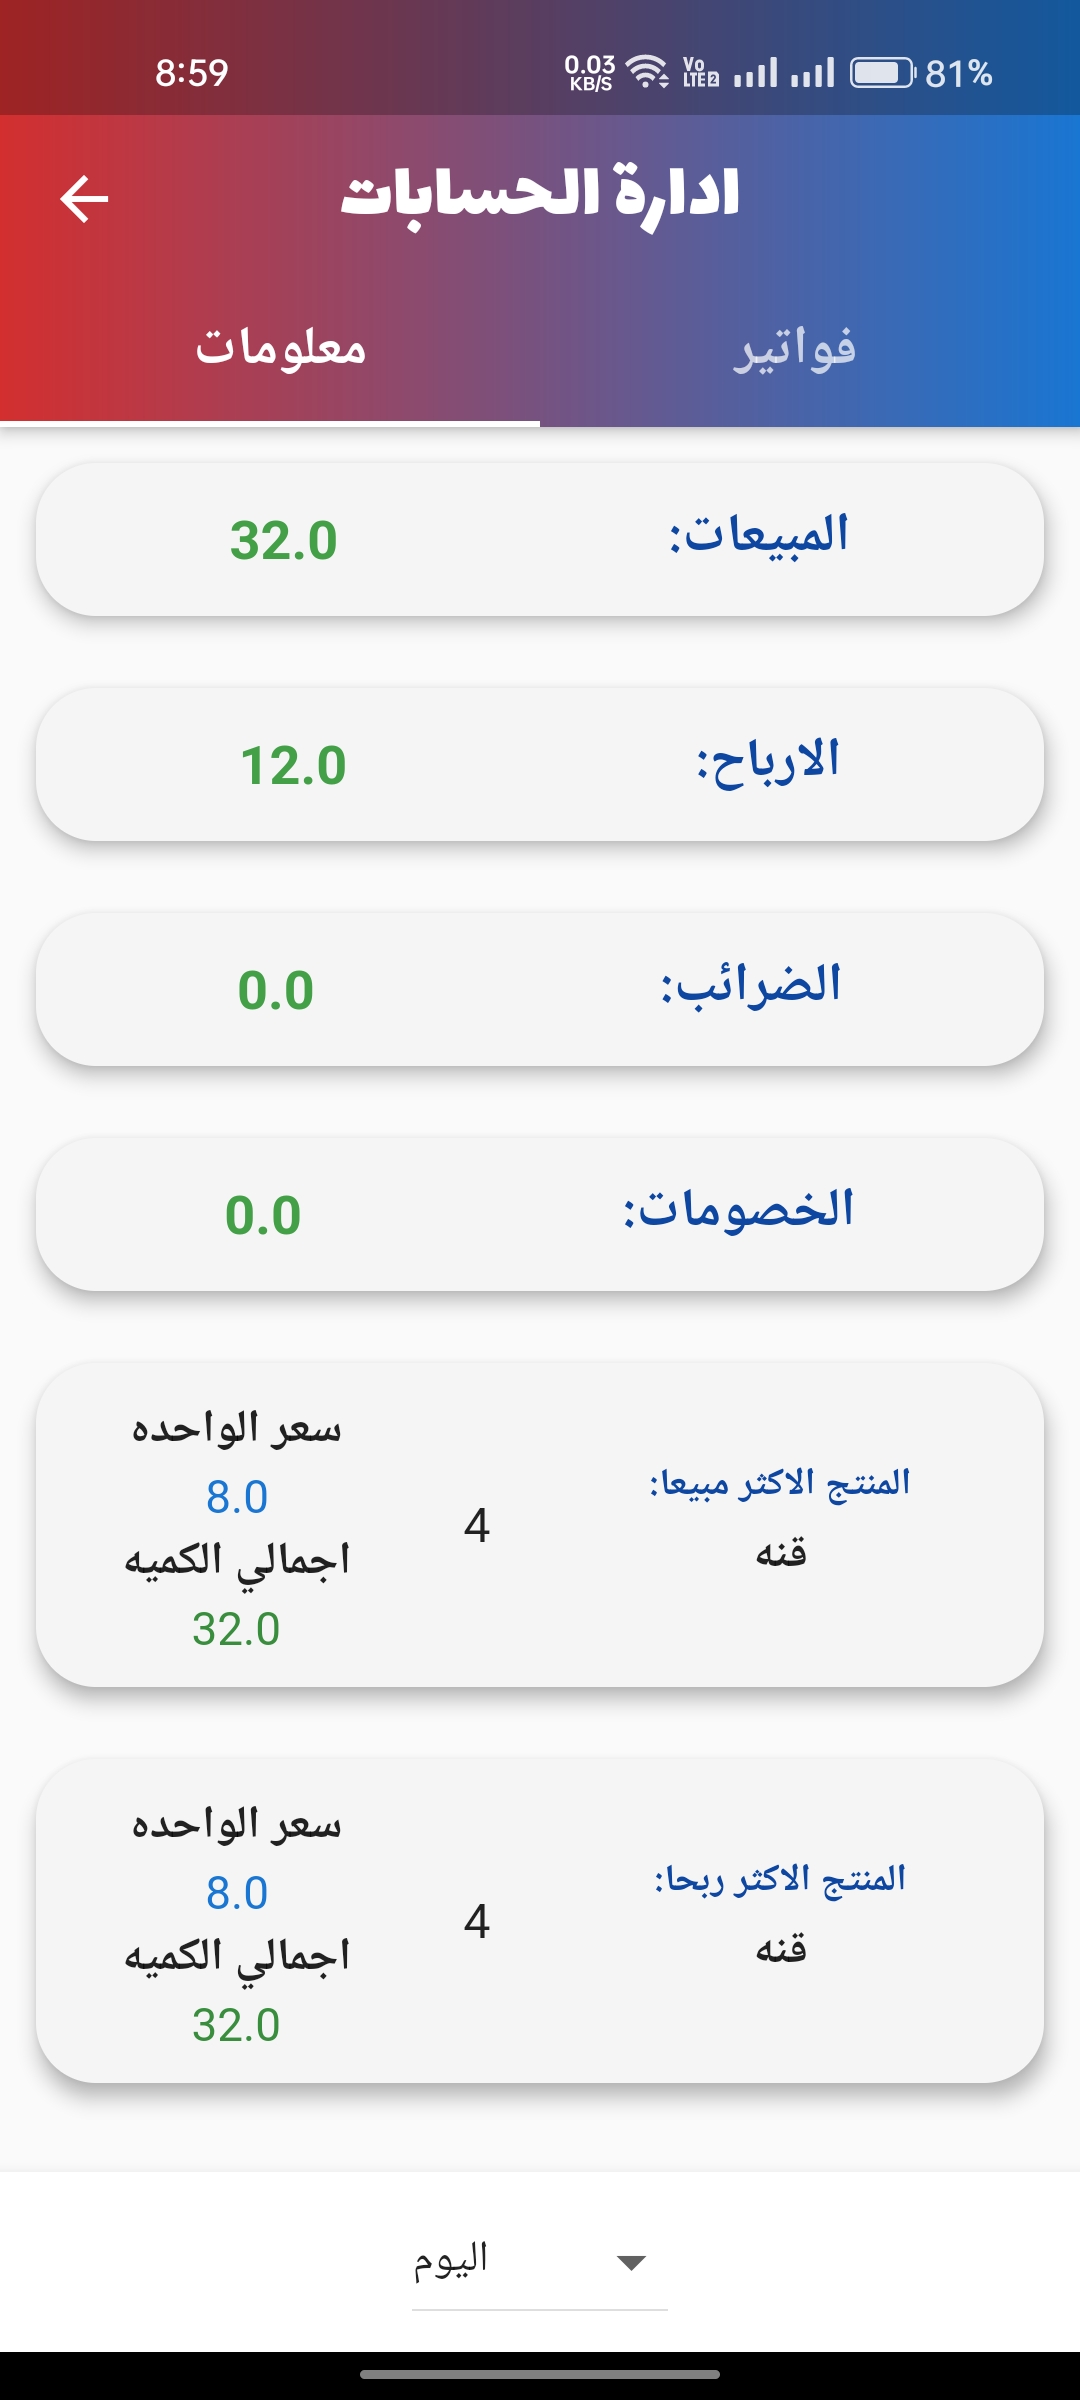 8:59 0.03 KB/S Vo LTE 2 81%
ادارة الحسابات
فواتير
معلومات
المبيعات: 32.0
الارباح: 12.0
الضرائب: 0.0
الخصومات: 0.0
المنتج الاكثر مبيعا:
قنه
4
سعر الواحده
8.0
اجمالي الكميه
32.0
المنتج الاكثر ربحا:
قنه
4
سعر الواحده
8.0
اجمالي الكميه
32.0
اليوم